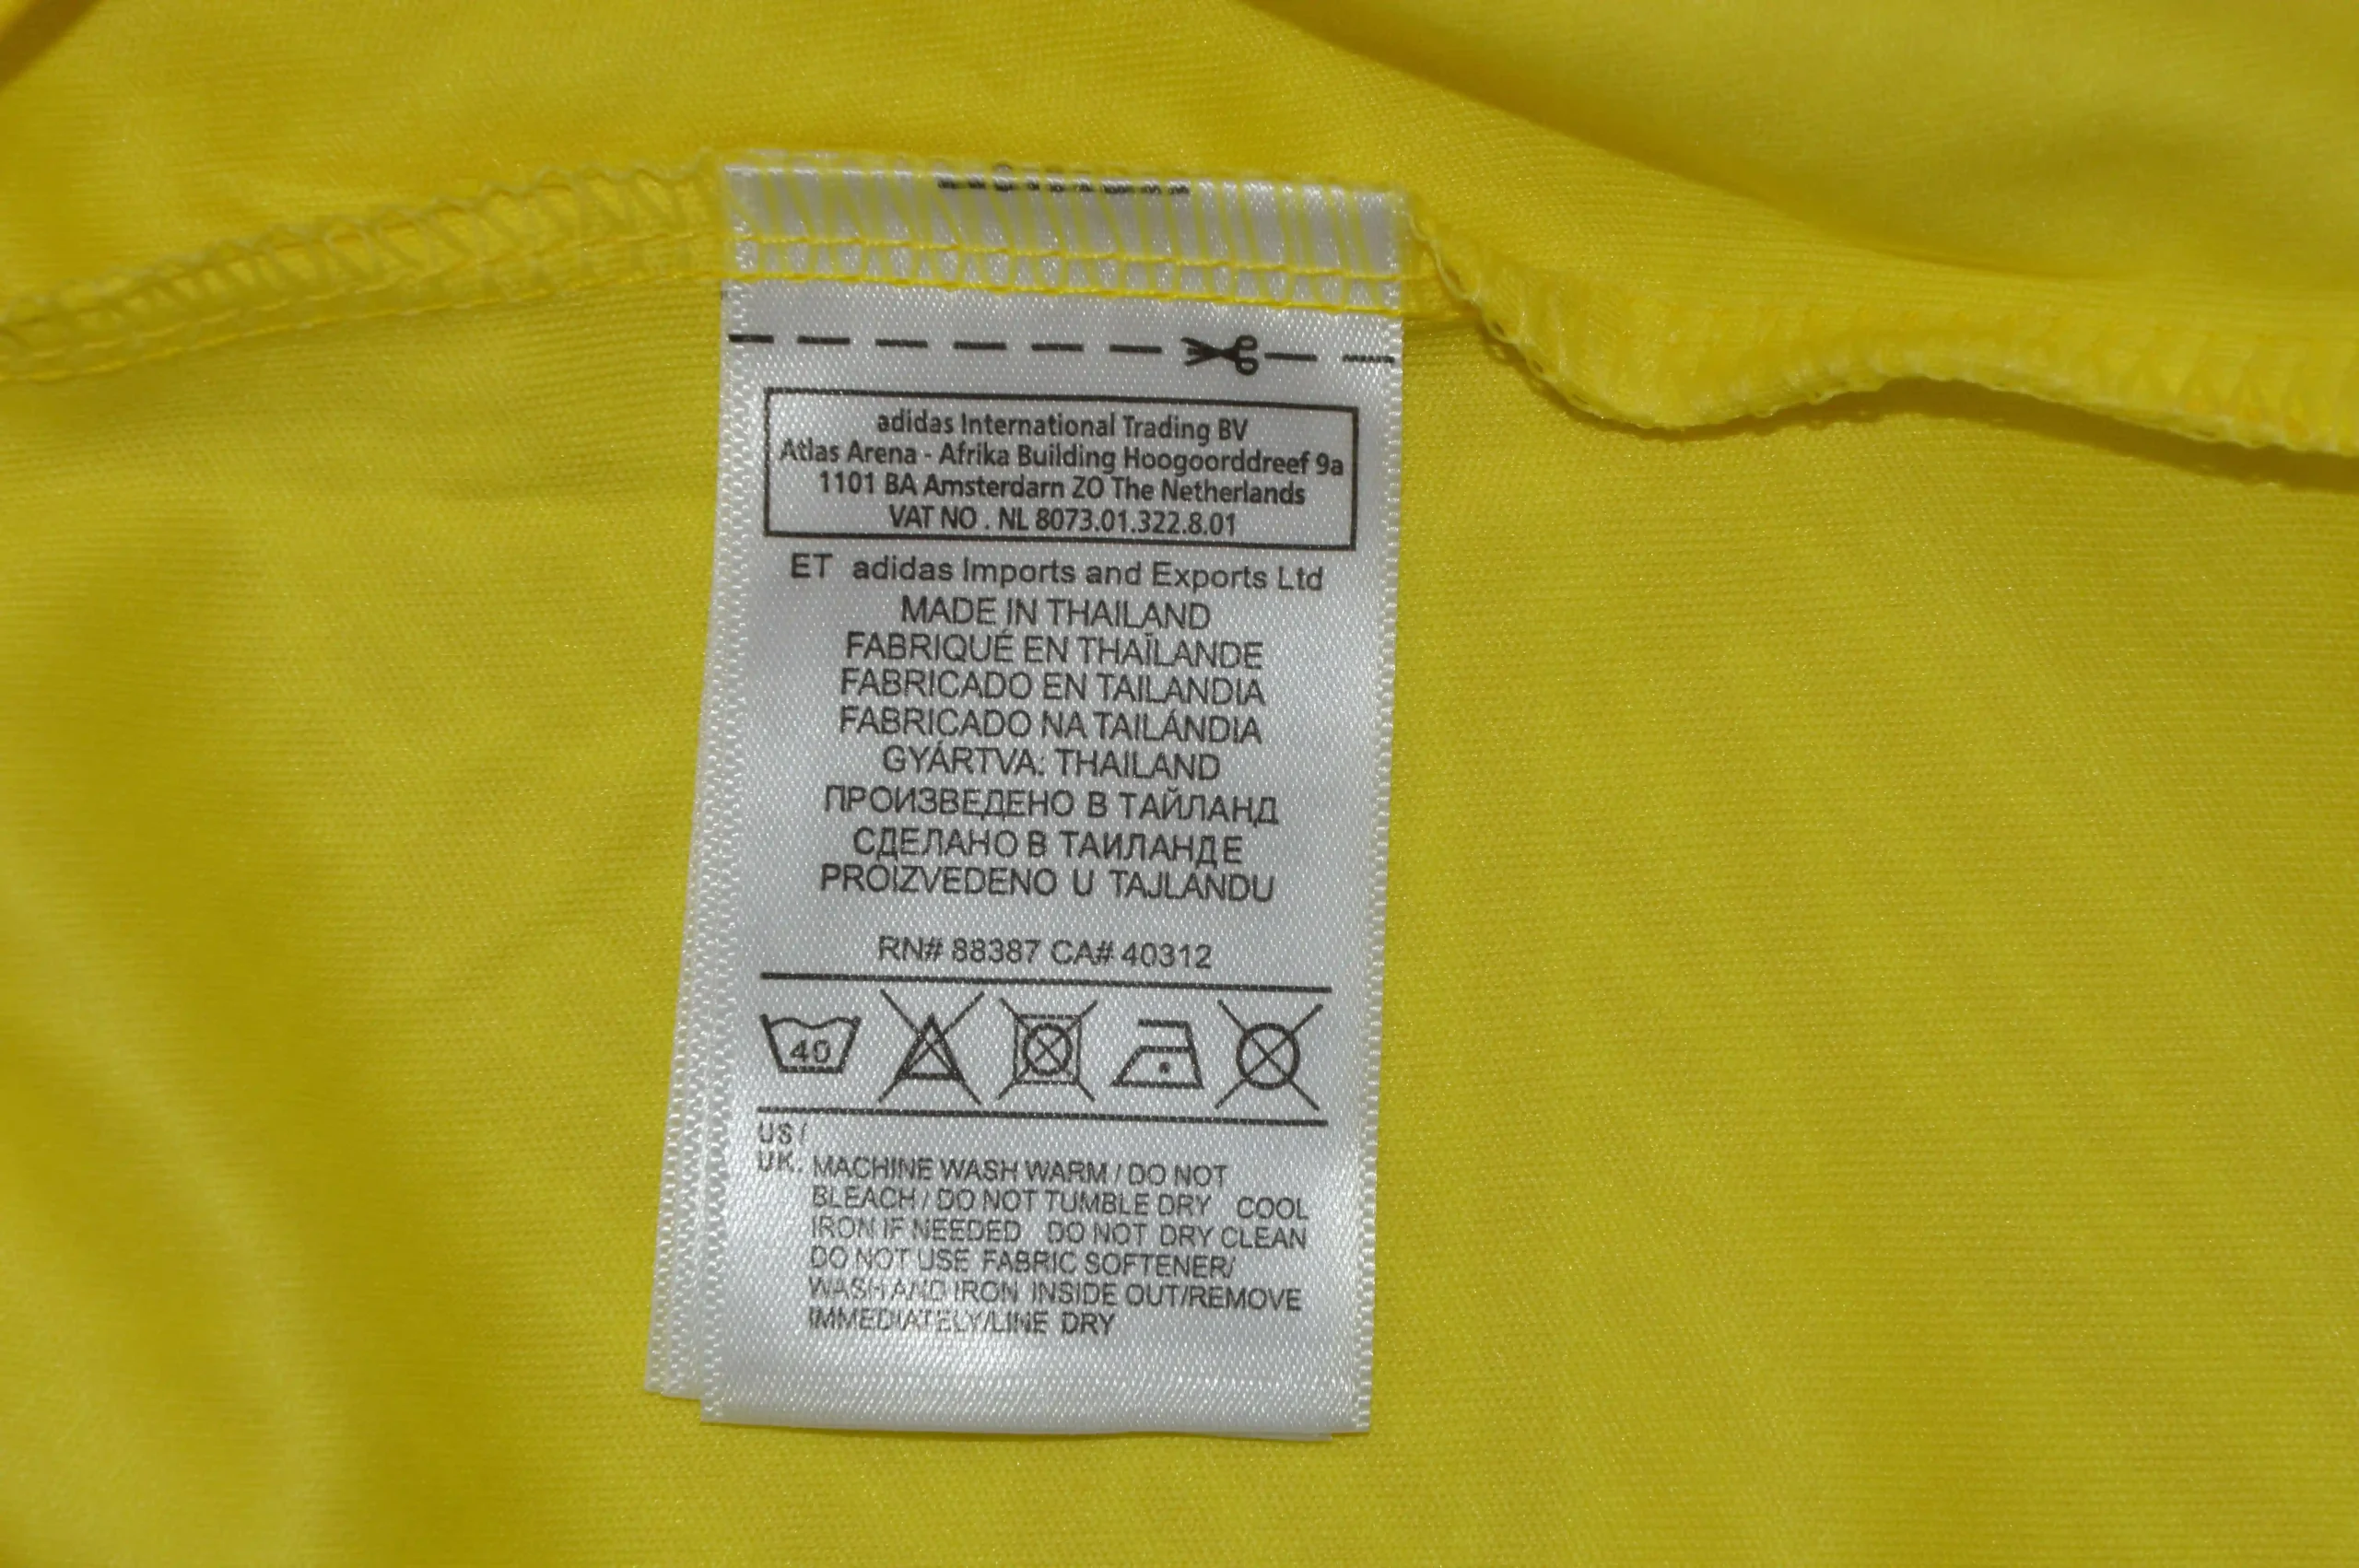 adidas International Trading BV
Atlas Arena - Afrika Building Hoogoorddreef 9a
1101 BA Amsterdam ZO The Netherlands
VAT NO . NL 8073.01.322.8.01
ET adidas Imports and Exports Ltd
MADE IN THAILAND
FABRIQUÉ EN THAÏLANDE
FABRICADO EN TAILANDIA
FABRICADO NA TAILÁNDIA
GYÁRTVA: THAILAND
ПРОИЗВЕДЕНО В ТАЙЛАНД
СДЕЛАНО В ТАИЛАНДЕ
PROIZVEDENO U TAJLANDU
RN# 88387 CA# 40312
40
US /
UK: MACHINE WASH WARM / DO NOT
BLEACH / DO NOT TUMBLE DRY COOL
IRON IF NEEDED DO NOT DRY CLEAN
DO NOT USE FABRIC SOFTENER/
WASH AND IRON INSIDE OUT/REMOVE
IMMEDIATELY/LINE DRY